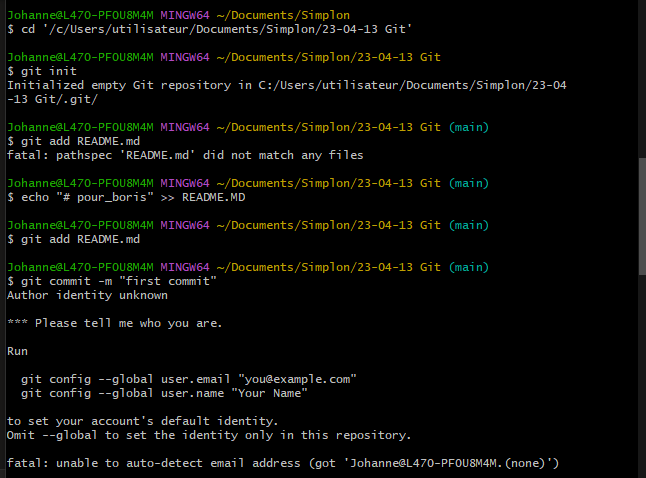 Johanne@L470-PFOU8M4M MINGW64 ~/Documents/Simplon
$ cd '/c/Users/utilisateur/Documents/Simplon/23-04-13 Git'
Johanne@L470-PFOU8M4M MINGW64 ~/Documents/Simplon/23-04-13 Git
$ git init
Initialized empty Git repository in C:/Users/utilisateur/Documents/Simplon/23-04
-13 Git/.git/
Johanne@L470-PFOU8M4M MINGW64 ~/Documents/Simplon/23-04-13 Git (main)
$ git add README.md
fatal: pathspec 'README.md' did not match any files
Johanne@L470-PFOU8M4M MINGW64 ~/Documents/Simplon/23-04-13 Git (main)
$ echo "# pour_boris" >> README.MD
Johanne@L470-PFOU8M4M MINGW64 ~/Documents/Simplon/23-04-13 Git (main)
$ git add README.md
Johanne@L470-PFOU8M4M MINGW64 ~/Documents/Simplon/23-04-13 Git (main)
$ git commit -m "first commit"
Author identity unknown
*** Please tell me who you are.
Run
git config --global user.email "you@example.com"
git config --global user.name "Your Name"
to set your account's default identity.
Omit --global to set the identity only in this repository.
fatal: unable to auto-detect email address (got 'Johanne@L470-PFOU8M4M.(none)')